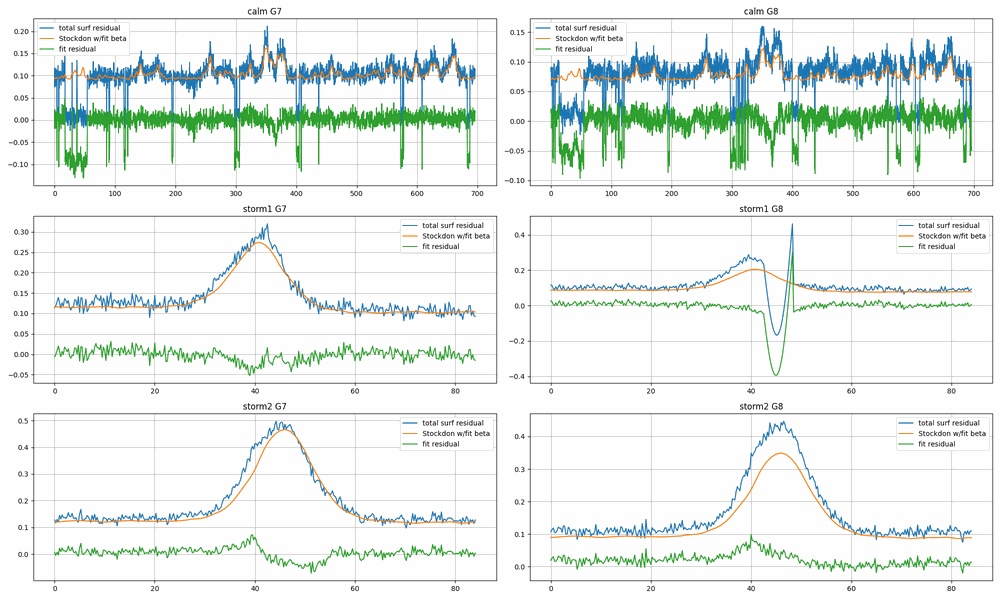 calm G7
total surf residual
Stockdon w/fit beta
fit residual
0.20
0.15
0.10
0.05
0.00
−0.05
−0.10
0 100 200 300 400 500 600 700
calm G8
total surf residual
Stockdon w/fit beta
fit residual
0.15
0.10
0.05
0.00
−0.05
−0.10
0 100 200 300 400 500 600 700
storm1 G7
total surf residual
Stockdon w/fit beta
fit residual
0.30
0.25
0.20
0.15
0.10
0.05
0.00
−0.05
0 20 40 60 80
storm1 G8
total surf residual
Stockdon w/fit beta
fit residual
0.4
0.2
0.0
−0.2
−0.4
0 20 40 60 80
storm2 G7
total surf residual
Stockdon w/fit beta
fit residual
0.5
0.4
0.3
0.2
0.1
0.0
0 20 40 60 80
storm2 G8
total surf residual
Stockdon w/fit beta
fit residual
0.4
0.3
0.2
0.1
0.0
0 20 40 60 80